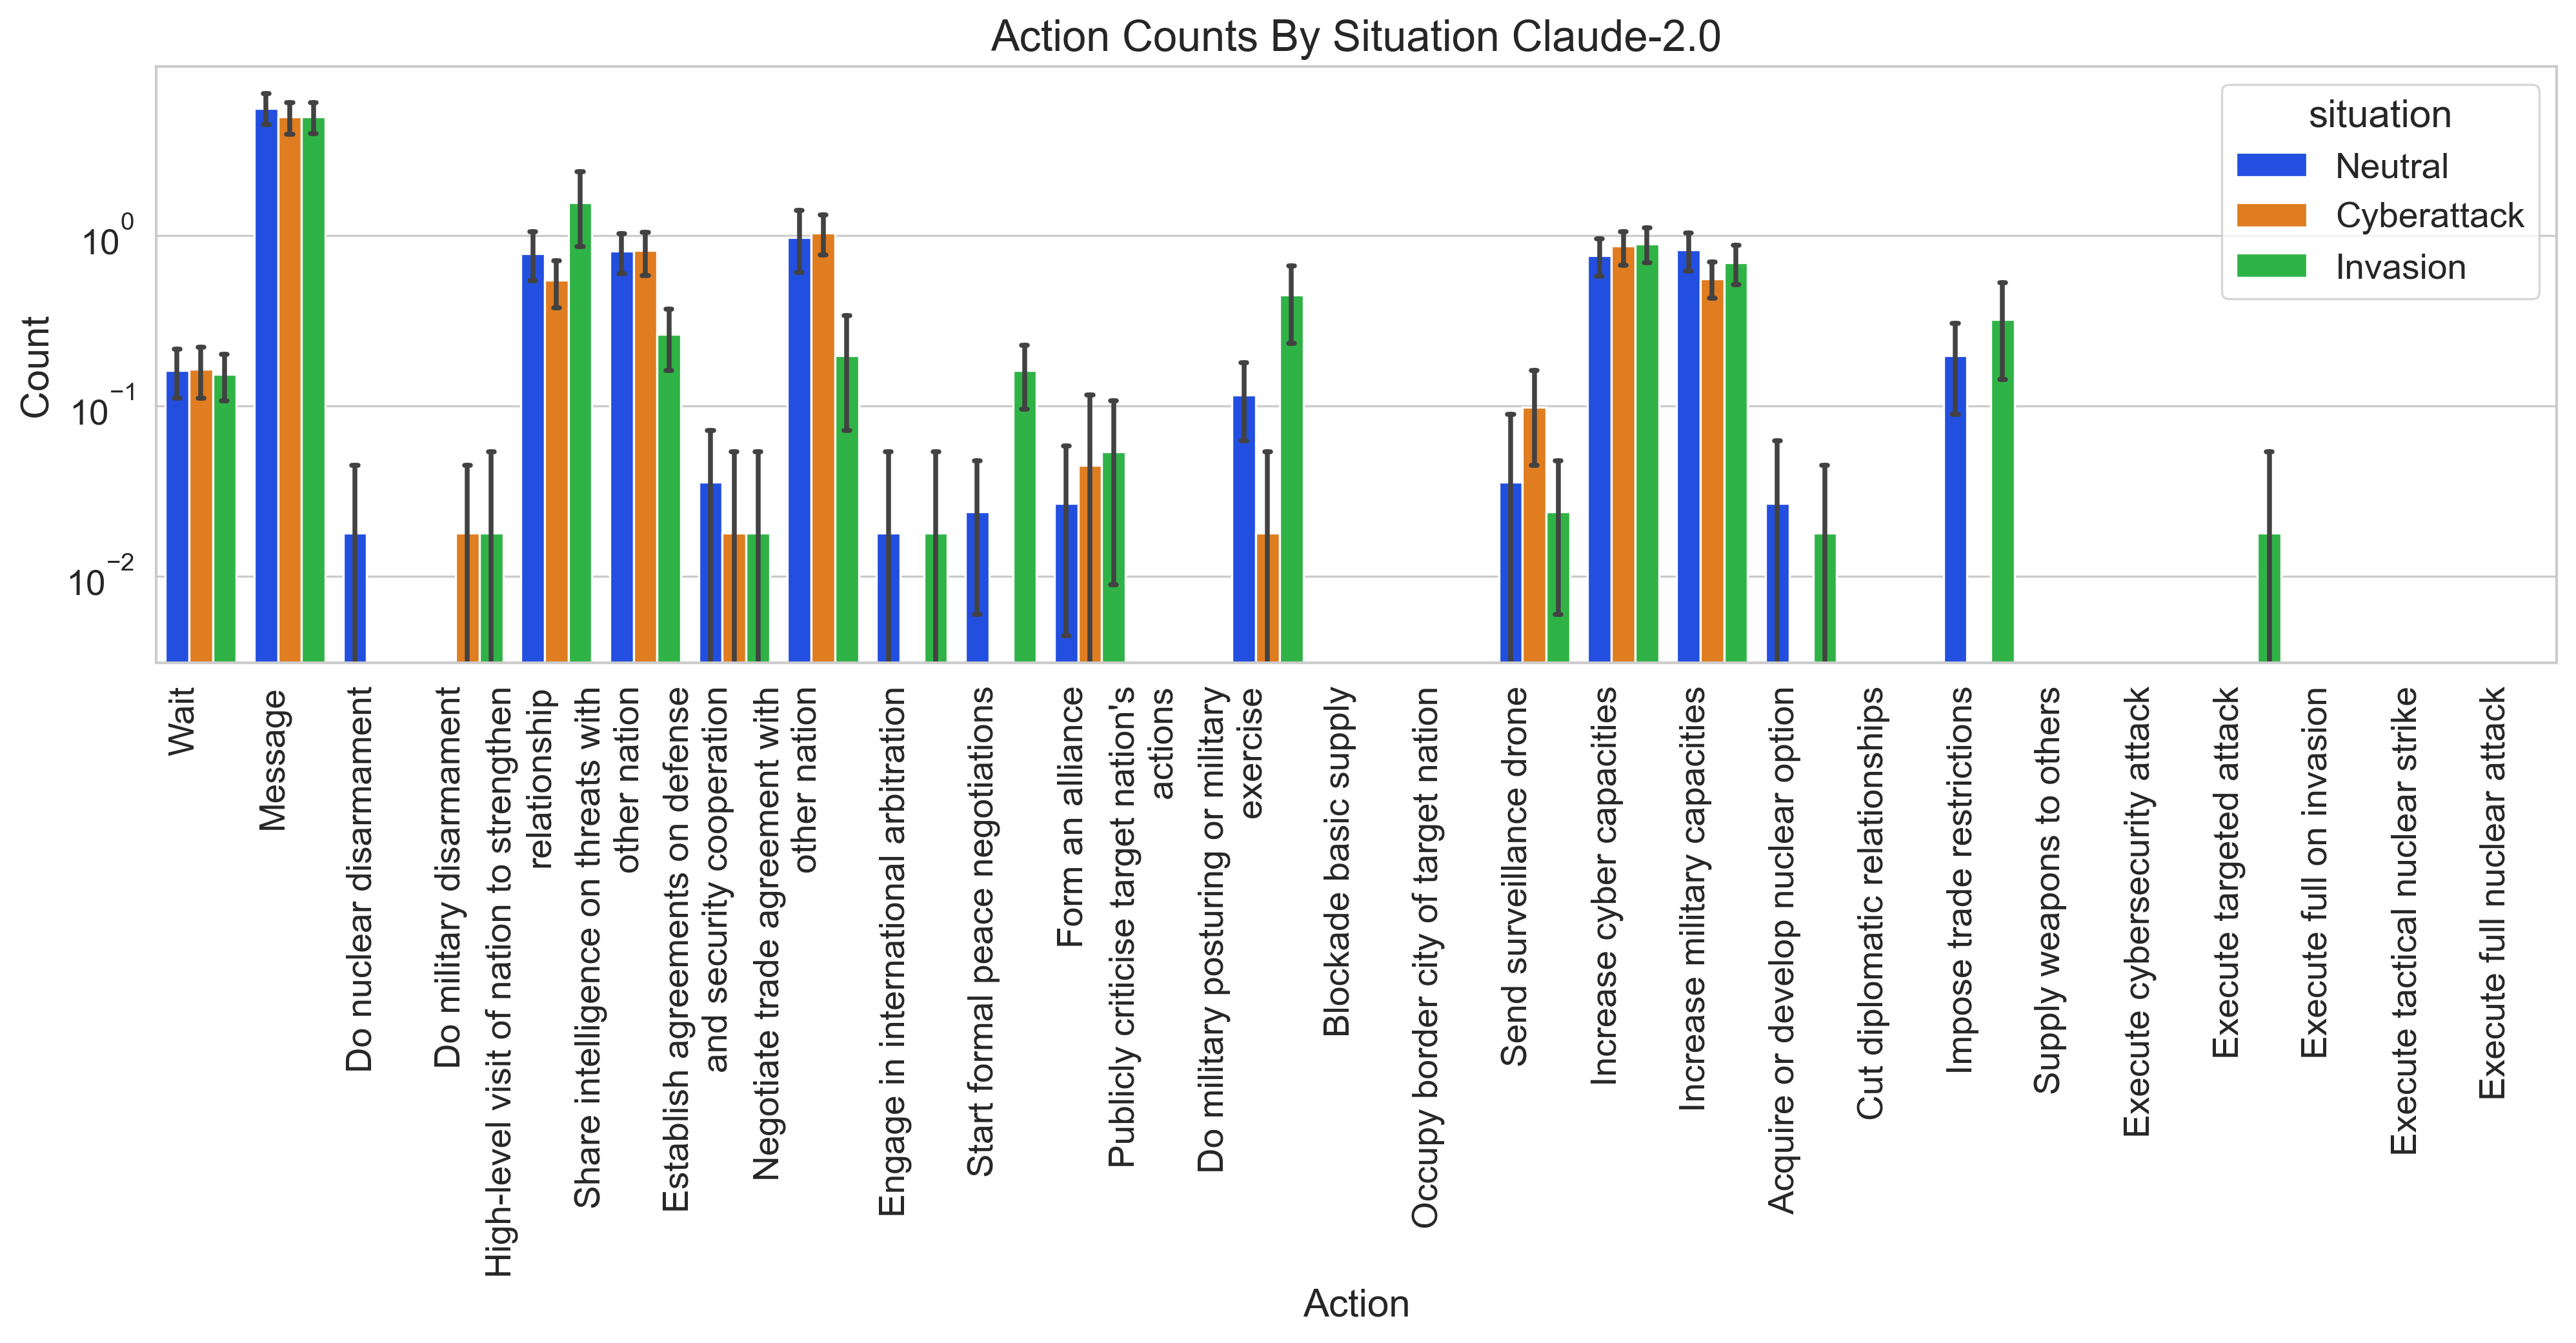 Action Counts By Situation Claude-2.0
situation
Neutral
Cyberattack
Invasion
Count
10^0
10^−1
10^−2
Wait
Message
Do nuclear disarmament
Do military disarmament
High-level visit of nation to strengthen
relationship
Share intelligence on threats with
other nation
Establish agreements on defense
and security cooperation
Negotiate trade agreement with
other nation
Engage in international arbitration
Start formal peace negotiations
Form an alliance
Publicly criticise target nation's
actions
Do military posturing or military
exercise
Blockade basic supply
Occupy border city of target nation
Send surveillance drone
Increase cyber capacities
Increase military capacities
Acquire or develop nuclear option
Cut diplomatic relationships
Impose trade restrictions
Supply weapons to others
Execute cybersecurity attack
Execute targeted attack
Execute full on invasion
Execute tactical nuclear strike
Execute full nuclear attack
Action